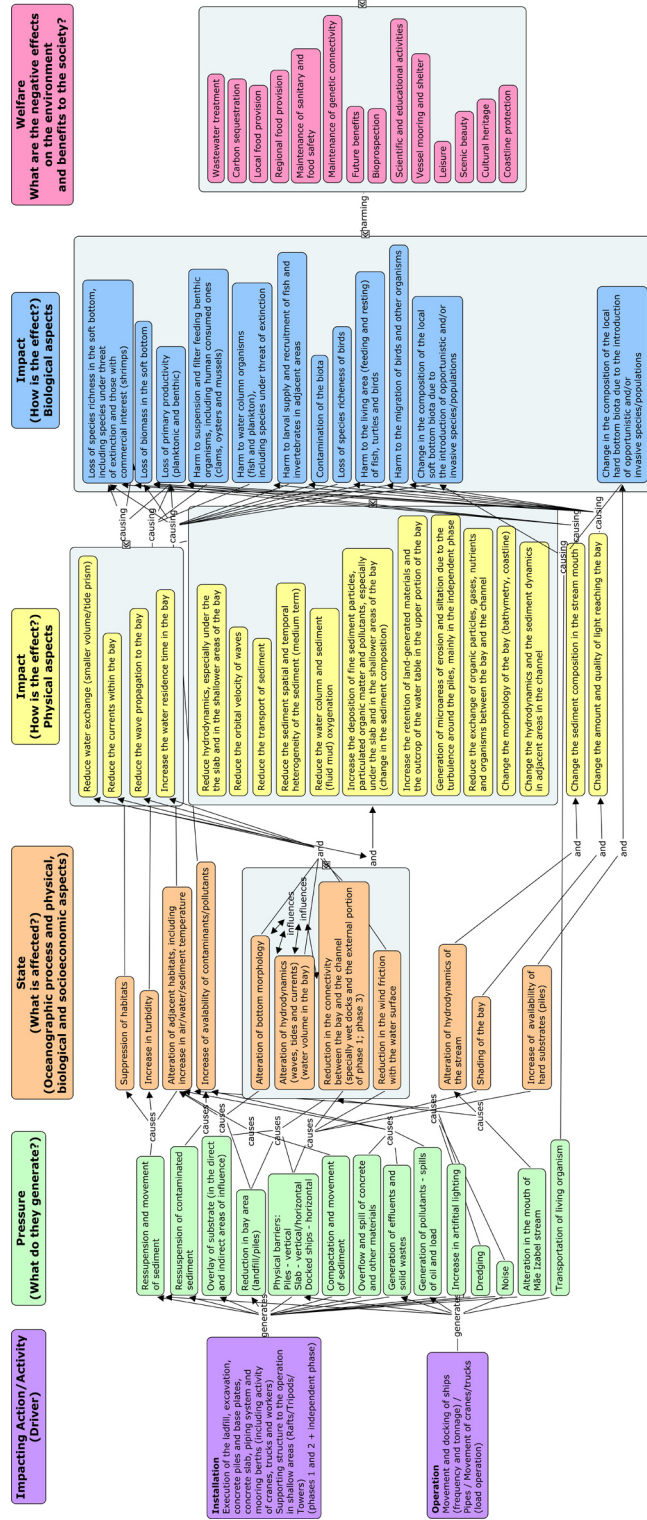 Impacting Action/Activity
(Driver)
Pressure
(What do they generate?)
State
(What is affected?)
(Oceanographic process and physical,
biological and socioeconomic aspects)
Impact
(How is the effect?)
Physical aspects
Impact
(How is the effect?)
Biological aspects
Welfare
What are the negative effects
on the environment
and benefits to the society?
Installation
Execution of the ladfill, excavation,
concrete piles and base plates,
concrete slab, piping system and
mooring berths (including activity
of cranes, trucks and workers)
Supporting structure to the operation
in shallow areas (Rafts/Tripods/
Towers)
(phases 1 and 2 + independent phase)
Operation
Movement and docking of ships
(frequency and tonnage) /
Pipes / Movement of cranes/trucks
(load operation)
generates
generates
Ressuspension and movement
of sediment
Ressuspension of contaminated
sediment
Overlay of substrate (in the direct
and indirect areas of influence)
Reduction in bay area
(landfill/piles)
Physical barriers:
Piles - vertical
Slab - vertical/horizontal
Docked ships - horizontal
Compactation and movement
of sediment
Overflow and spill of concrete
and other materials
Generation of effluents and
solid wastes
Generation of pollutants - spills
of oil and load
Increase in artfitial lighting
Dredging
Noise
Alteration in the mouth of
Mãe Izabel stream
Transportation of living organism
causes
causes
causes
causes
causes
causes
causes
Suppression of habitats
Increase in turbidity
Alteration of adjacent habitats, including
increase in air/water/sediment temperature
Increase of avalability of contaminants/pollutants
Alteration of bottom morphology
influences
influences
Alteration of hydrodynamics
(waves, tides and currents)
(water volume in the bay)
Reduction in the connectivity
between the bay and the channel
(specially wet docks and the external portion
of phase 1; phase 3)
Reduction in the wind friction
with the water surface
Alteration of hydrodynamics of
the stream
Shading of the bay
Increase of availability of
hard substrates (piles)
and
and
and
and
and
Reduce water exchange (smaller volume/tide prism)
Reduce the currents within the bay
Reduce the wave propagation to the bay
Increase the water residence time in the bay
Reduce hydrodynamics, especially under the
the slab and in the shallower areas of the bay
Reduce the orbital velocity of waves
Reduce the transport of sediment
Reduce the sediment spatial and temporal
heterogeneity of the sediment (medium term)
Reduce the water column and sediment
(fluid mud) oxygenation
Increase the deposition of fine sediment particles,
particulated organic matter and pollutants, especially
under the slab and in the shallower areas of the bay
(change in the sediment composition)
Increase the retention of land-generated materials and
the outcrop of the water table in the upper portion of the bay
Generation of microareas of erosion and siltation due to the
turbulence around the piles, mainly in the independent phase
Reduce the exchange of organic particles, gases, nutrients
and organisms between the bay and the channel
Change the morphology of the bay (bathymetry, coastline)
Change the hydrodynamics and the sediment dynamics
in adjacent areas in the channel
Change the sediment composition in the stream mouth
Change the amount and quality of light reaching the bay
causing
causing
causing
causing
causing
causing
causing
Loss of species richness in the soft bottom,
including species under threat
of extinction and those with
commercial interest (shrimps)
Loss of biomass in the soft bottom
Loss of primary productivity
(planktonic and benthic)
Harm to suspension and filter feeding benthic
organisms, including human consumed ones
(clams, oysters and mussels)
Harm to water column organisms
(fish and plankton),
including species under threat of extinction
Harm to larval supply and recruitment of fish and
invertebrates in adjacent areas
Contamination of the biota
Loss of species richeness of birds
Harm to the living area (feeding and resting)
of fish, turtles and birds
Harm to the migration of birds and other organisms
Change in the composition of the local
soft bottom biota due to
the introduction of opportunistic and/or
invasive species/populations
Change in the composition of the local
hard bottom biota due to the introduction
of opportunistic and/or
invasive species/populations
harming
Wastewater treatment
Carbon sequestration
Local food provision
Regional food provision
Maintenance of sanitary and
food safety
Maintenance of genetic connectivity
Future benefits
Bioprospection
Scientific and educational activities
Vessel mooring and shelter
Leisure
Scenic beauty
Cultural heritage
Coastline protection